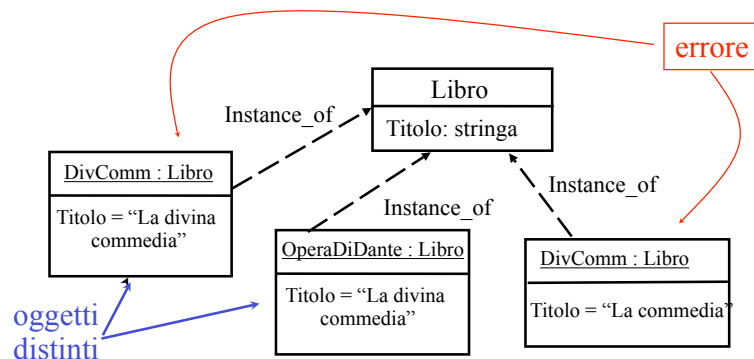 errore
Libro
Titolo: stringa
Instance_of
DivComm : Libro
Titolo = “La divina
commedia”
Instance_of
Instance_of
OperaDiDante : Libro
Titolo = “La divina
commedia”
DivComm : Libro
Titolo = “La commedia”
oggetti
distinti